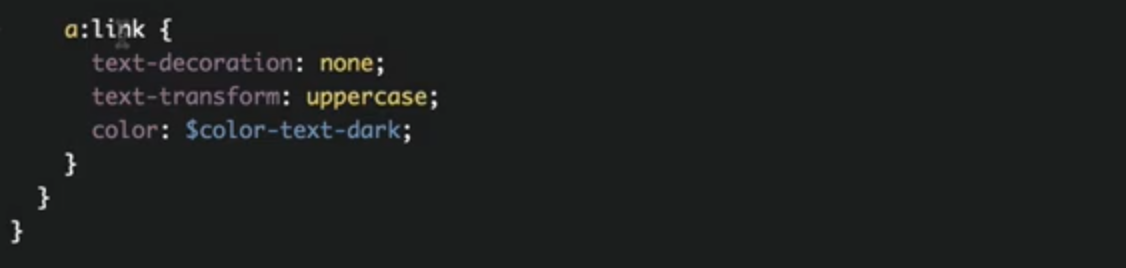 a:link {
text-decoration: none;
text-transform: uppercase;
color: $color-text-dark;
}
}
}